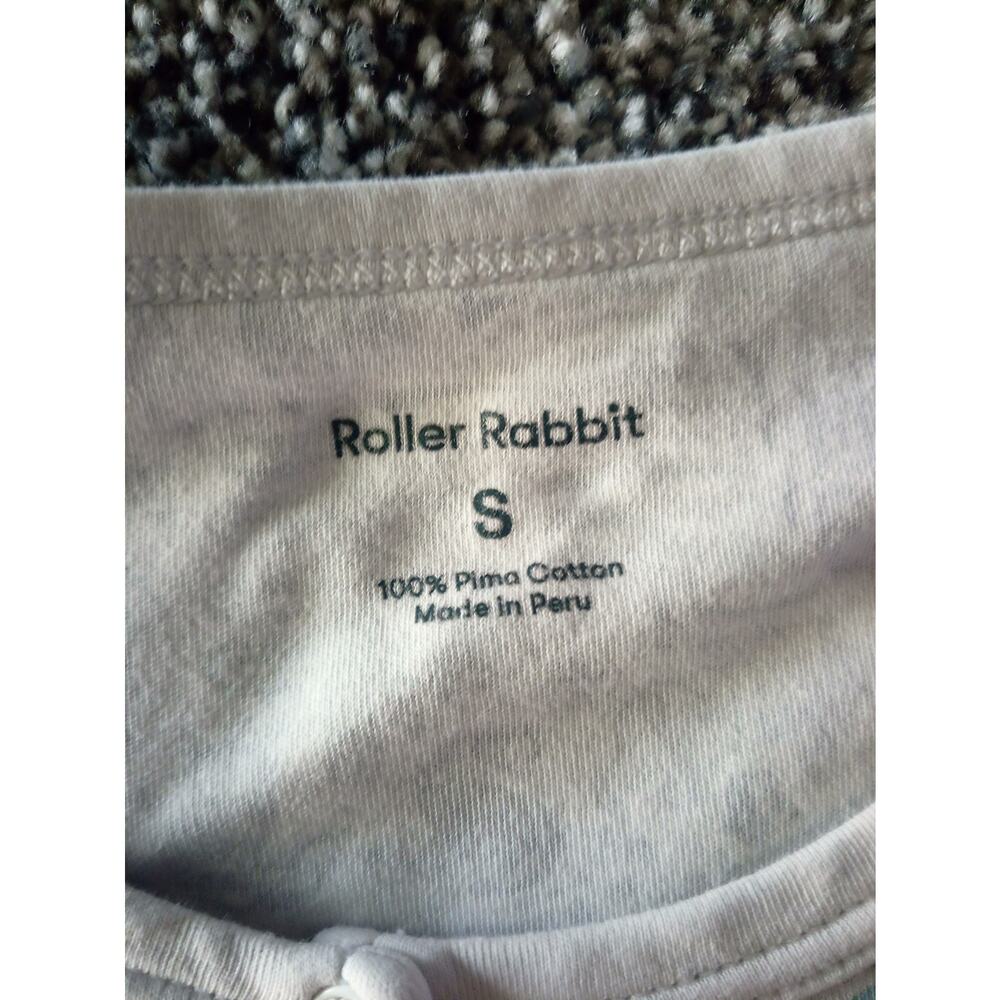 Roller Rabbit
S
100% Pima Cotton
Made in Peru